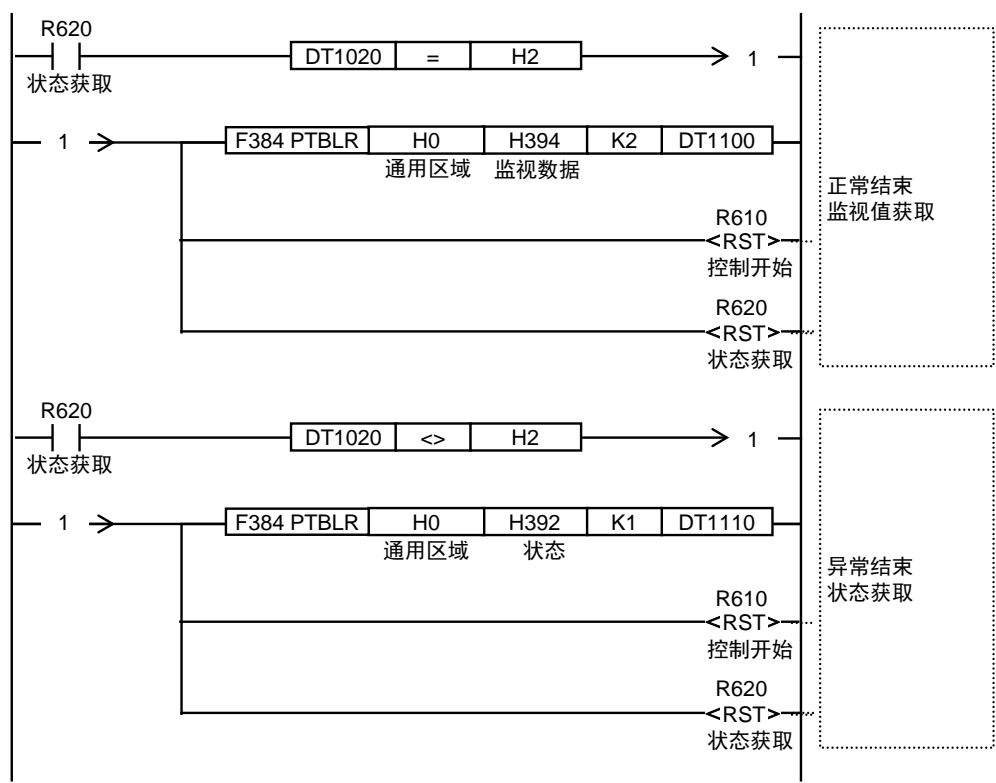 R620
DT1020 = H2 1
状态获取
1 F384 PTBLR H0 H394 K2 DT1100
通用区域 监视数据
正常结束
监视值获取
R610
<RST>
控制开始
R620
<RST>
状态获取
R620
DT1020 <> H2 1
状态获取
1 F384 PTBLR H0 H392 K1 DT1110
通用区域 状态
异常结束
状态获取
R610
<RST>
控制开始
R620
<RST>
状态获取